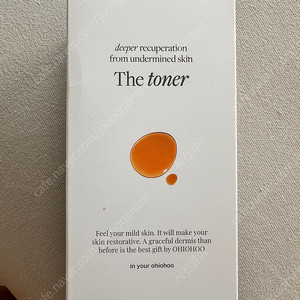 deeper recuperation
from undermined skin
The toner
Feel your mild skin. It will make your
skin restorative. A graceful dermis than
before is the best gift by OHIOHOO
in your ohiohoo